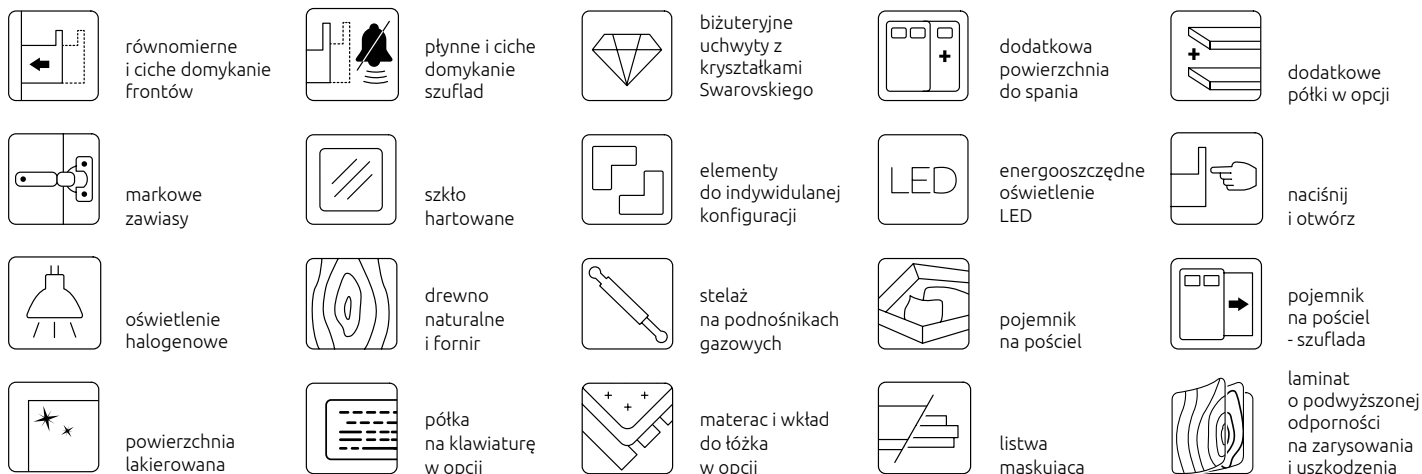 równomierne
i ciche domykanie
frontów
płynne i ciche
domykanie
szuflad
biżuteryjne
uchwyty z
kryształkami
Swarovskiego
dodatkowa
powierzchnia
do spania
dodatkowe
półki w opcji
markowe
zawiasy
szkło
hartowane
elementy
do indywidulanej
konfiguracji
LED
energooszczędne
oświetlenie
LED
naciśnij
i otwórz
oświetlenie
halogenowe
drewno
naturalne
i fornir
stelaż
na podnośnikach
gazowych
pojemnik
na pościel
pojemnik
na pościel
- szuflada
powierzchnia
lakierowana
półka
na klawiaturę
w opcji
materac i wkład
do łóżka
w opcji
listwa
maskująca
laminat
o podwyższonej
odporności
na zarysowania
i uszkodzenia